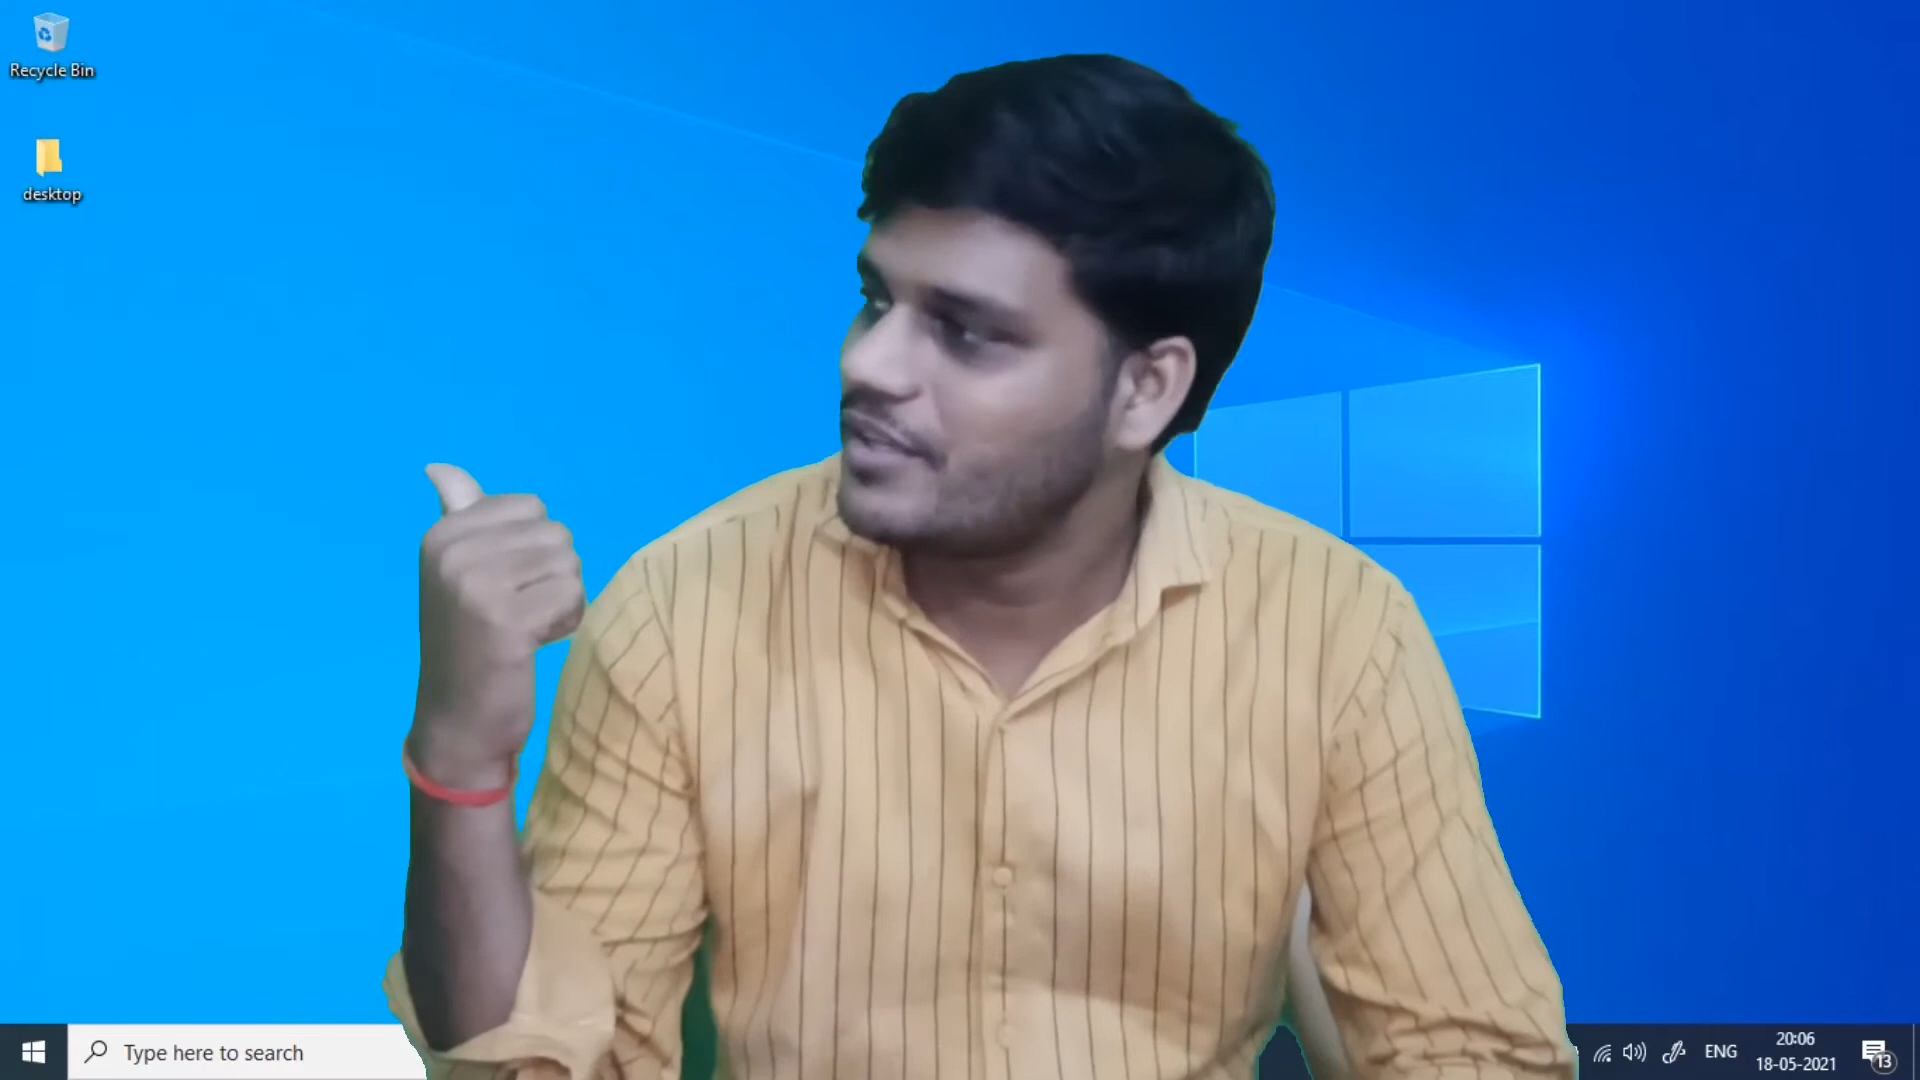 Recycle Bin
desktop
Type here to search
ENG
20:06
18-05-2021
13